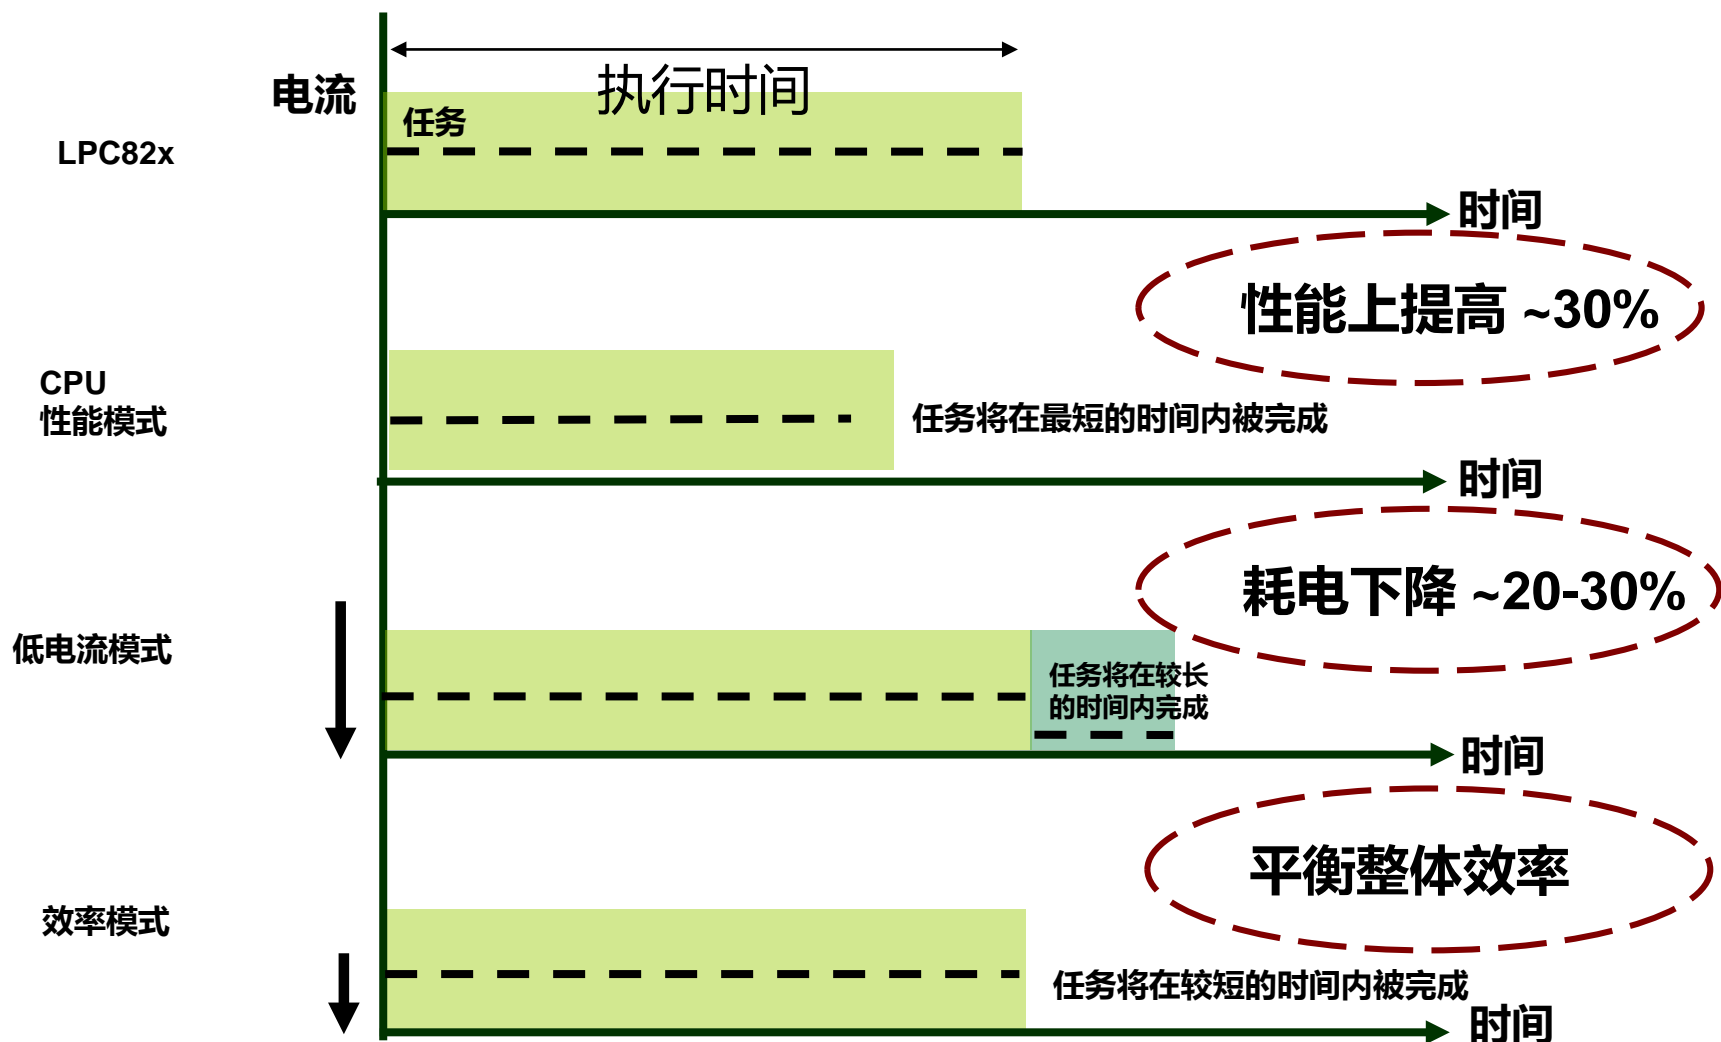 执行时间
电流
任务
LPC82x
时间
性能上提高 ~30%
CPU
性能模式
任务将在最短的时间内被完成
时间
耗电下降 ~20-30%
低电流模式
任务将在较长
的时间内完成
时间
平衡整体效率
效率模式
任务将在较短的时间内被完成
时间